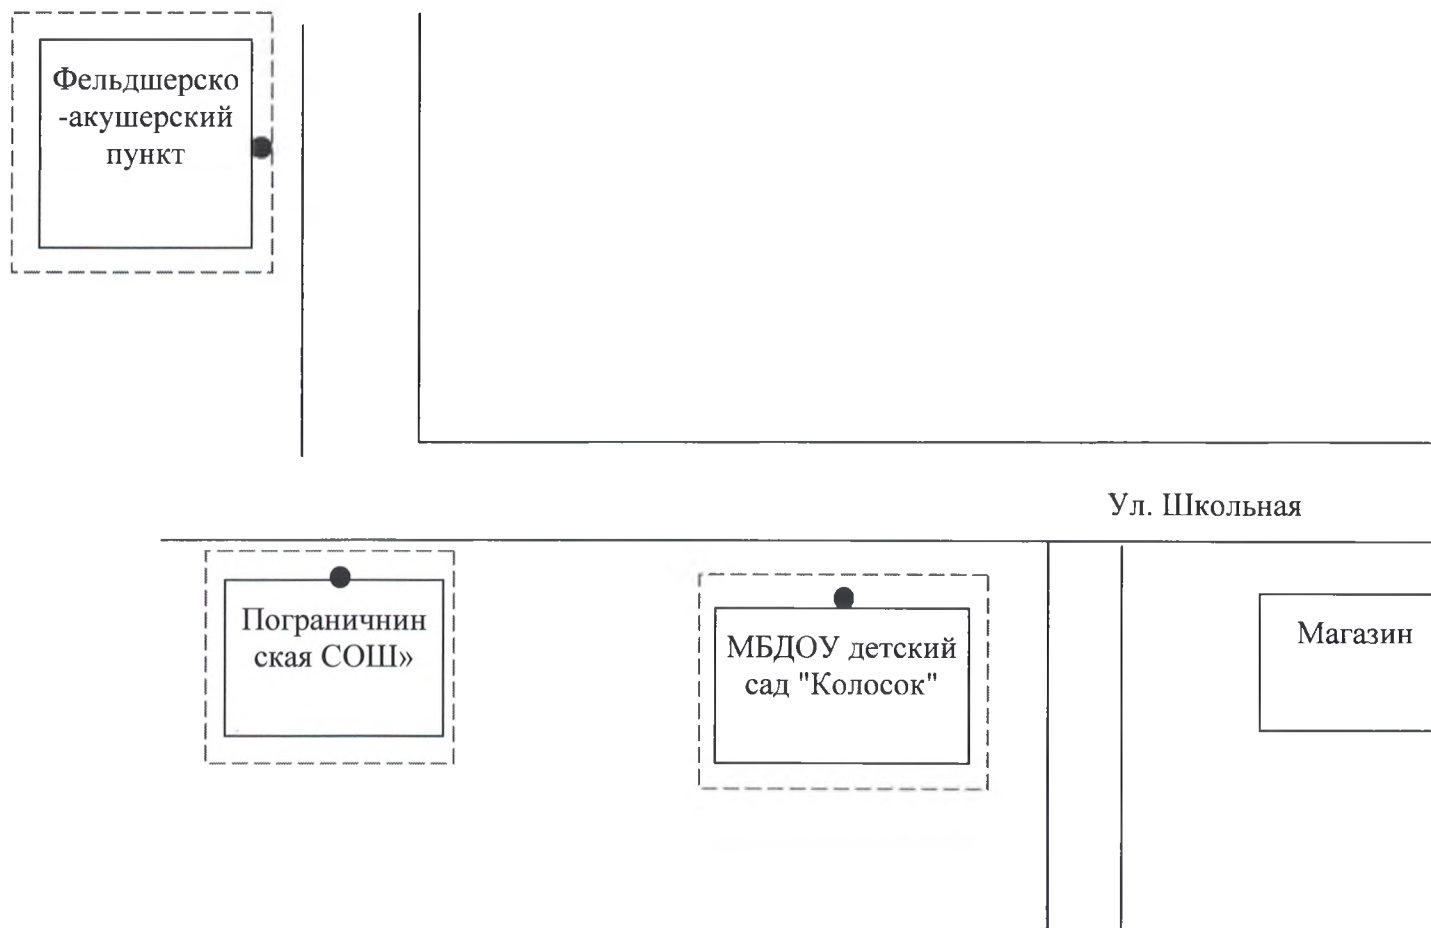 Фельдшерско
-акушерский
пункт
Ул. Школьная
Пограничнин
ская СОШ»
МБДОУ детский
сад "Колосок"
Магазин